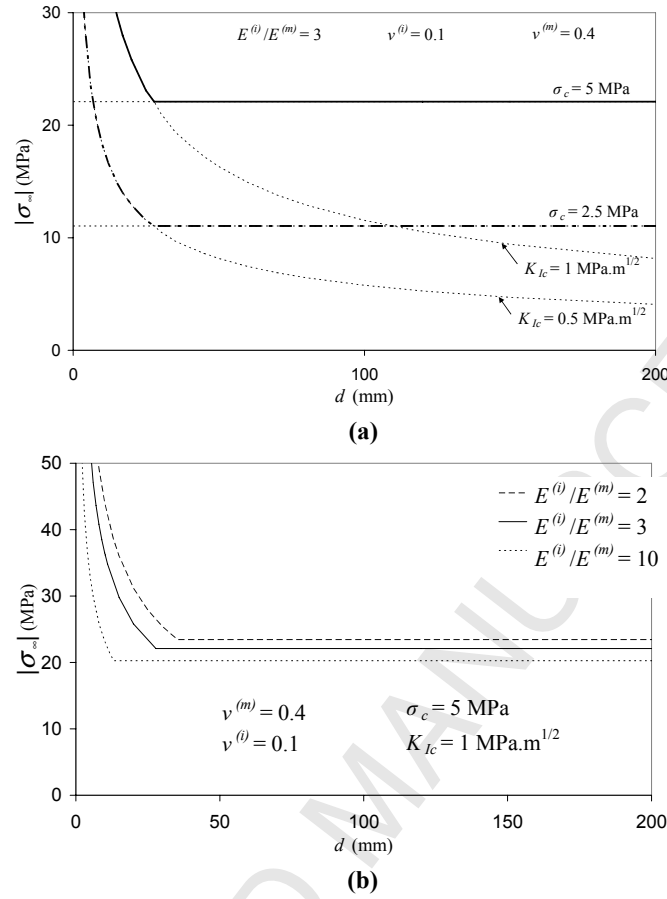 30
20
10
0
|σ∞| (MPa)
E(i)/E(m) = 3 ν(i) = 0.1 ν(m) = 0.4
σc = 5 MPa
σc = 2.5 MPa
KIc = 1 MPa.m1/2
KIc = 0.5 MPa.m1/2
0 100 200
d (mm)
(a)
50
40
30
20
10
0
|σ∞| (MPa)
E(i)/E(m) = 2
E(i)/E(m) = 3
E(i)/E(m) = 10
ν(m) = 0.4 σc = 5 MPa
ν(i) = 0.1 KIc = 1 MPa.m1/2
0 50 100 150 200
d (mm)
(b)
D MANUSC